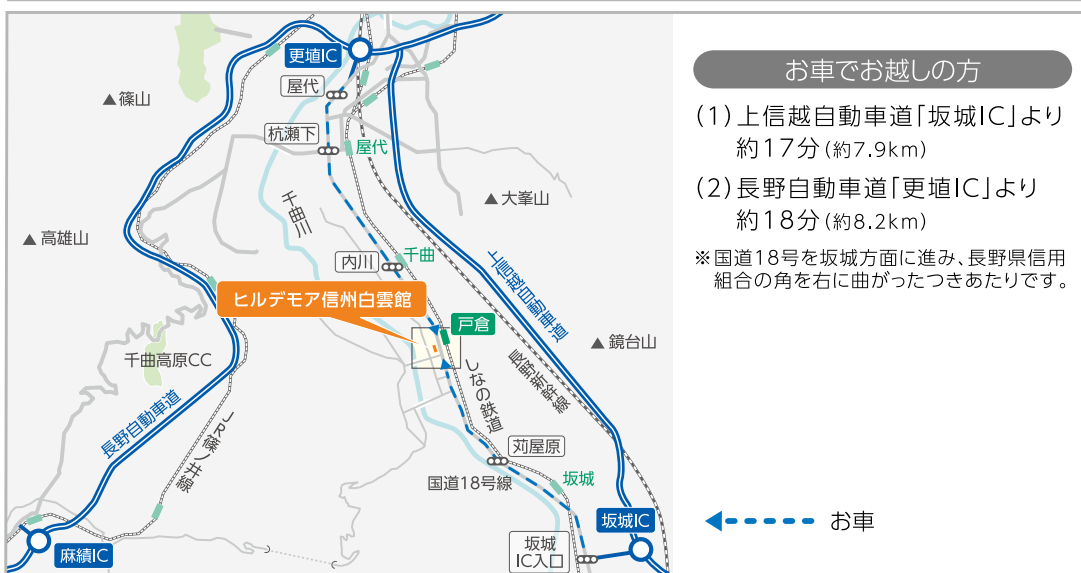 更埴IC
屋代
▲篠山
杭瀬下
屋代
千曲川
▲大峯山
▲高雄山
内川
千曲
上信越自動車道
ヒルデモア信州白雲館
戸倉
▲鏡台山
千曲高原CC
しなの鉄道
長野新幹線
長野自動車道
JR篠ノ井線
苅屋原
国道18号線
坂城
坂城IC
麻績IC
坂城
IC入口
お車でお越しの方
(1)上信越自動車道「坂城IC」より
約17分(約7.9km)
(2)長野自動車道「更埴IC」より
約18分(約8.2km)
※国道18号を坂城方面に進み、長野県信用
組合の角を右に曲がったつきあたりです。
お車